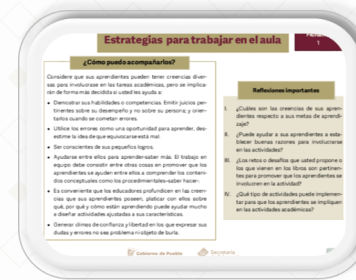 Estrategias para trabajar en el aula
1
¿Cómo puedo acompañarlos?
Considere que sus aprendientes pueden tener creencias diver-
sas para involucrarse en las tareas académicas, pero se implica-
rán de forma más decidida si usted les ayuda a:
• Demostrar sus habilidades o competencias. Emitir juicios per-
tinentes sobre su desempeño y no sobre su persona; y orien-
tarlos cuando se cometan errores.
• Utilice los errores como una oportunidad para aprender, des-
estime la idea de que equivocarse está mal
• Ser conscientes de sus pequeños logros.
• Ayudarse entre ellos para aprender-saber más. El trabajo en
equipo debe consistir entre otras cosas en promover que los
aprendientes se ayuden entre ellos a comprender los conteni-
dos conceptuales como los procedimentales-saber hacer-
• Es conveniente que los educadores profundicen en las creen-
cias que sus aprendientes poseen, platicar con ellos sobre
qué, por qué y cómo están aprendiendo puede ayudar mucho
a diseñar actividades ajustadas a sus características.
• Generar climas de confianza y libertad en los que expresar sus
dudas y errores no sea problema ni objeto de burla.
Reflexiones importantes
I. ¿Cuáles son las creencias de sus apren-
dientes respecto a sus metas de aprendi-
zaje?
II. ¿Puede ayudar a sus aprendientes a esta-
blecer buenas razones para involucrarse
en las actividades?
III. ¿Los retos o desafíos que usted propone o
los que vienen en los libros son pertinen-
tes para promover que los aprendientes se
involucren en la actividad?
IV. ¿Qué tipo de actividades puede implemen-
tar para que los aprendientes se impliquen
en las actividades académicas?
Gobierno de Puebla
Secretaría